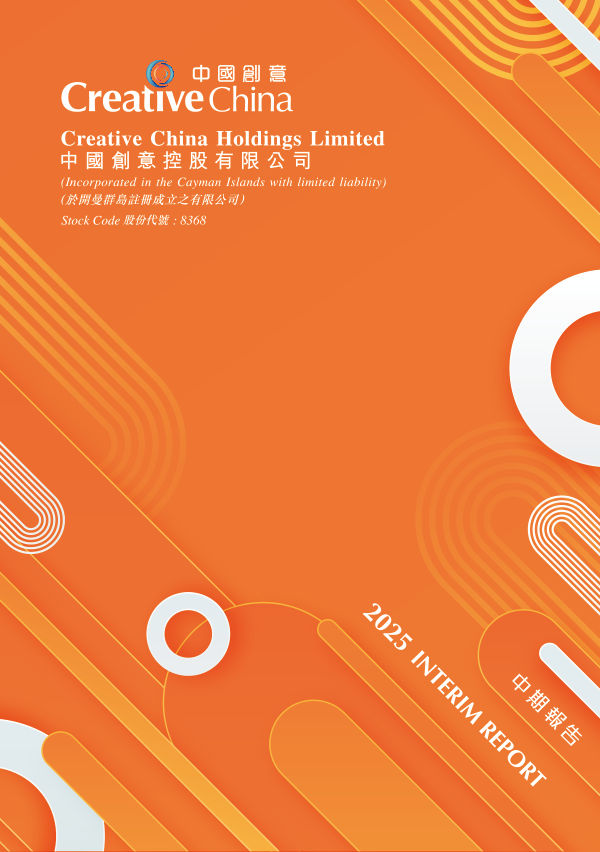 中國創意
Creative China
Creative China Holdings Limited
中國創意控股有限公司
(Incorporated in the Cayman Islands with limited liability)
(於開曼群島註冊成立之有限公司)
Stock Code 股份代號 : 8368
2025 INTERIM REPORT
中期報告